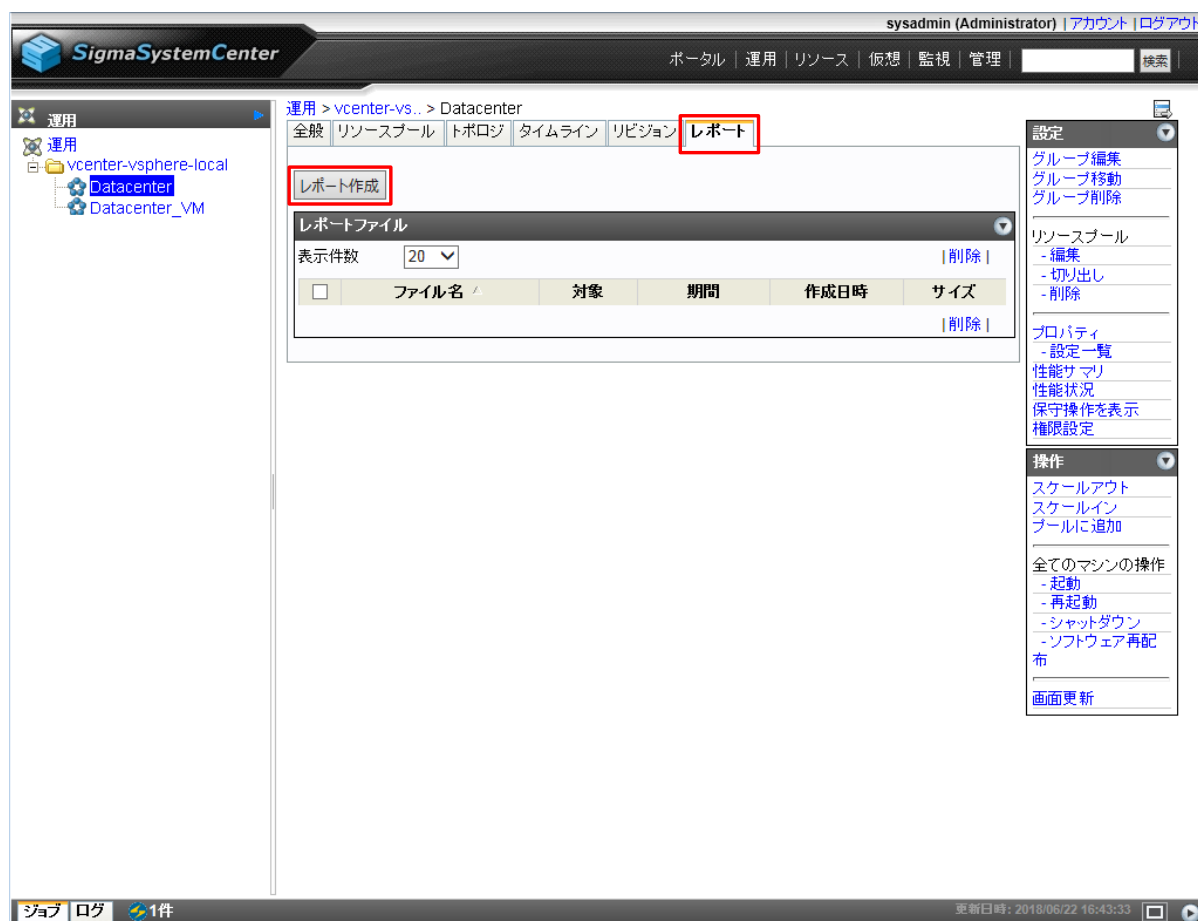 sysadmin (Administrator) | アカウント | ログアウト
SigmaSystemCenter
ポータル | 運用 | リソース | 仮想 | 監視 | 管理 | 検索 |
運用
運用
vcenter-vsphere-local
Datacenter
Datacenter_VM
運用 > vcenter-vs.. > Datacenter
全般 リソースプール トポロジ タイムライン リビジョン レポート
レポート作成
レポートファイル
表示件数 20 | 削除 |
ファイル名 対象 期間 作成日時 サイズ
| 削除 |
設定
グループ編集
グループ移動
グループ削除
リソースプール
- 編集
- 切り出し
- 削除
プロパティ
- 設定一覧
性能サマリ
性能状況
保守操作を表示
権限設定
操作
スケールアウト
スケールイン
プールに追加
全てのマシンの操作
- 起動
- 再起動
- シャットダウン
- ソフトウェア再配
布
画面更新
ジョブ ログ 1件
更新日時: 2018/06/22 16:43:33